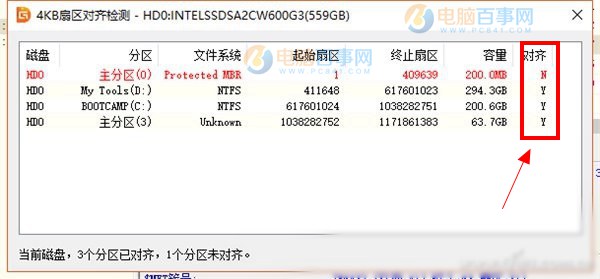 4KB扇区对齐检测 - HD0:INTELSSDSA2CW600G3(559GB)
电脑百事网
WWW.PC841.COM
磁盘 分区 文件系统 起始扇区 终止扇区 容量 对齐
HD0 主分区(0) Protected MBR 1 409639 200.0MB N
HD0 My Tools(D:) NTFS 411648 617601023 294.3GB Y
HD0 BOOTCAMP(C:) NTFS 617601024 1038282751 200.6GB Y
HD0 主分区(3) Unknown 1038282752 1171861383 63.7GB Y
当前磁盘，3个分区已对齐，1个分区未对齐。